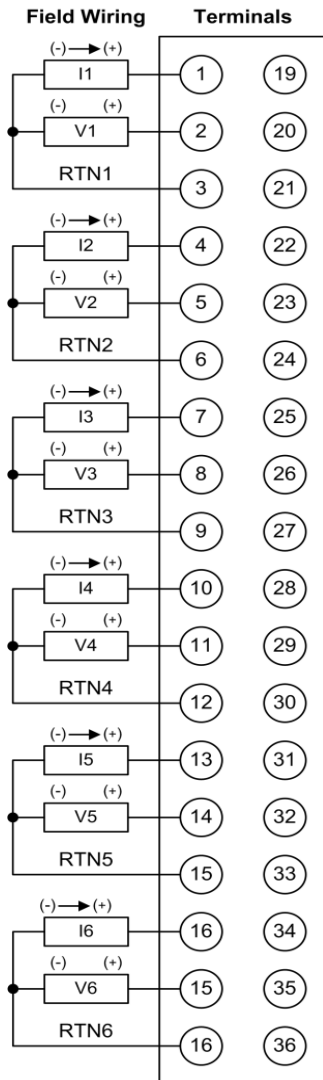 Field Wiring Terminals
(-) (+)
I1 1 19
(-) (+)
V1 2 20
RTN1 3 21
(-) (+)
I2 4 22
(-) (+)
V2 5 23
RTN2 6 24
(-) (+)
I3 7 25
(-) (+)
V3 8 26
RTN3 9 27
(-) (+)
I4 10 28
(-) (+)
V4 11 29
RTN4 12 30
(-) (+)
I5 13 31
(-) (+)
V5 14 32
RTN5 15 33
(-) (+)
I6 16 34
(-) (+)
V6 15 35
RTN6 16 36